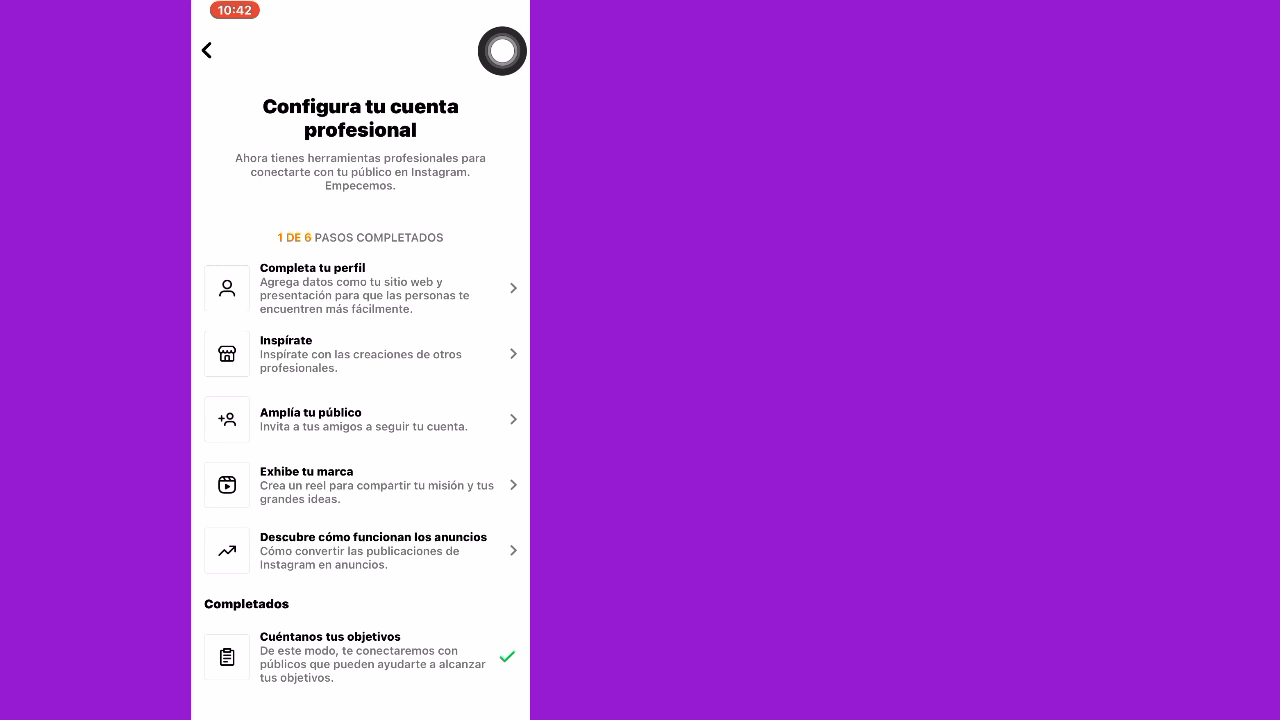 10:42
Configura tu cuenta
profesional
Ahora tienes herramientas profesionales para
conectarte con tu público en Instagram.
Empecemos.
1 DE 6 PASOS COMPLETADOS
Completa tu perfil
Agrega datos como tu sitio web y
presentación para que las personas te
encuentren más fácilmente.
Inspírate
Inspírate con las creaciones de otros
profesionales.
Amplía tu público
Invita a tus amigos a seguir tu cuenta.
Exhibe tu marca
Crea un reel para compartir tu misión y tus
grandes ideas.
Descubre cómo funcionan los anuncios
Cómo convertir las publicaciones de
Instagram en anuncios.
Completados
Cuéntanos tus objetivos
De este modo, te conectaremos con
públicos que pueden ayudarte a alcanzar
tus objetivos.